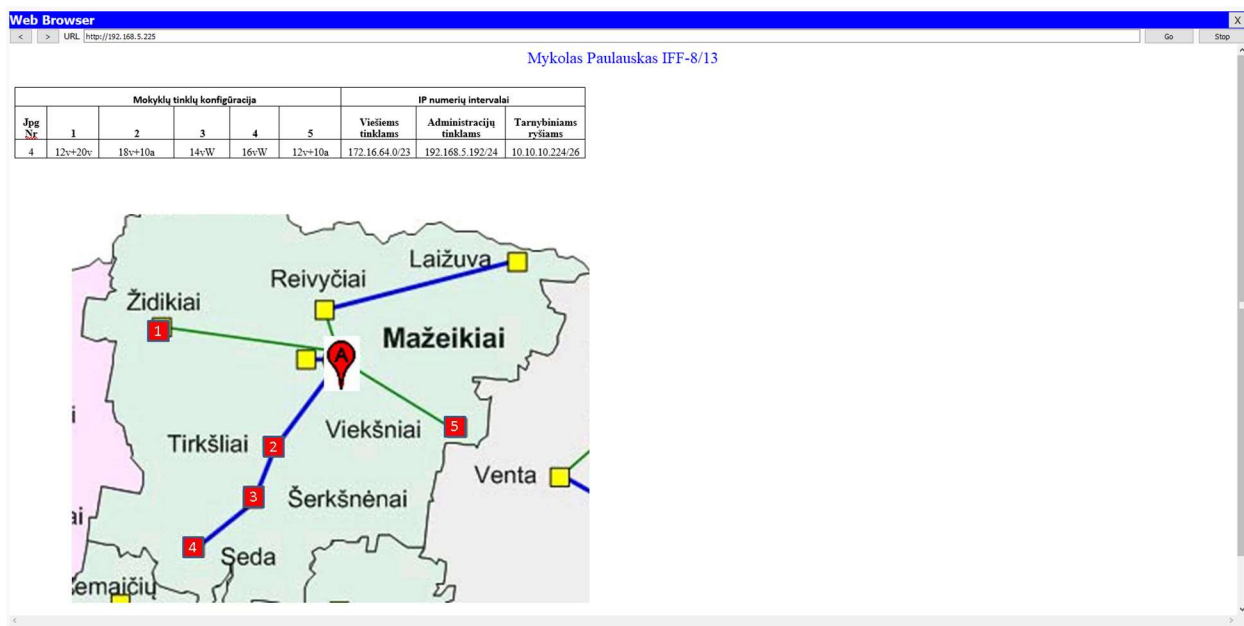 Web Browser X
< > URL http://192.168.5.225 Go Stop
Mykolas Paulauskas IFF-8/13
Mokyklų tinklų konfigūracija IP numerių intervalai
Jpg Nr 1 2 3 4 5 Viešiems tinklams Administracijų tinklams Tarnybiniams ryšiams
4 12v+20v 18v+10a 14vW 16vW 12v+10a 172.16.64.0/23 192.168.5.192/24 10.10.10.224/26
Laižuva
Reivyčiai
Židikiai
1
Mažeikiai
A
Viekšniai 5
Tirkšliai 2
Venta
3 Šerkšnėnai
ai
4 Seda
emaičių